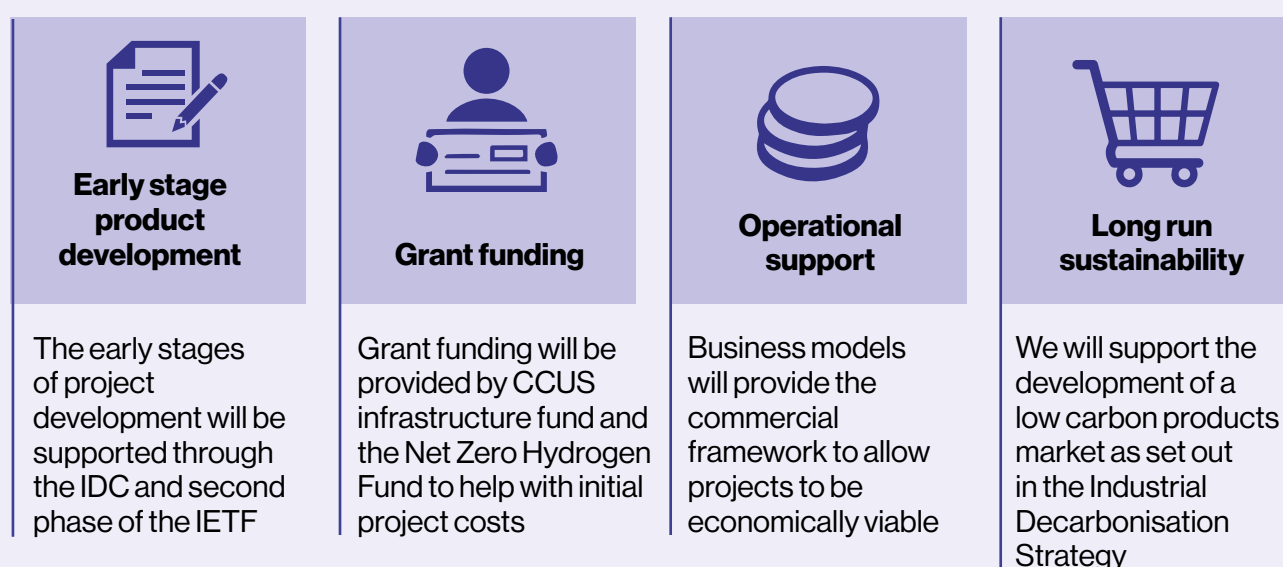 Early stage
product
development
The early stages
of project
development will be
supported through
the IDC and second
phase of the IETF
Grant funding
Grant funding will be
provided by CCUS
infrastructure fund and
the Net Zero Hydrogen
Fund to help with initial
project costs
Operational
support
Business models
will provide the
commercial
framework to allow
projects to be
economically viable
Long run
sustainability
We will support the
development of a
low carbon products
market as set out
in the Industrial
Decarbonisation
Strategy